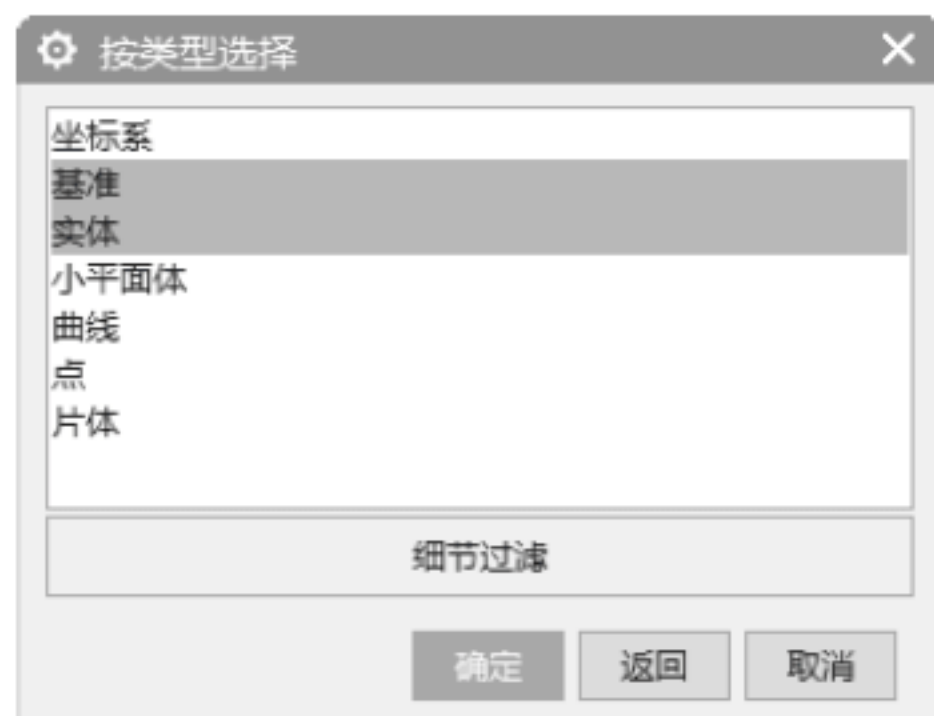 按类型选择
坐标系
基准
实体
小平面体
曲线
点
片体
细节过滤
确定 返回 取消